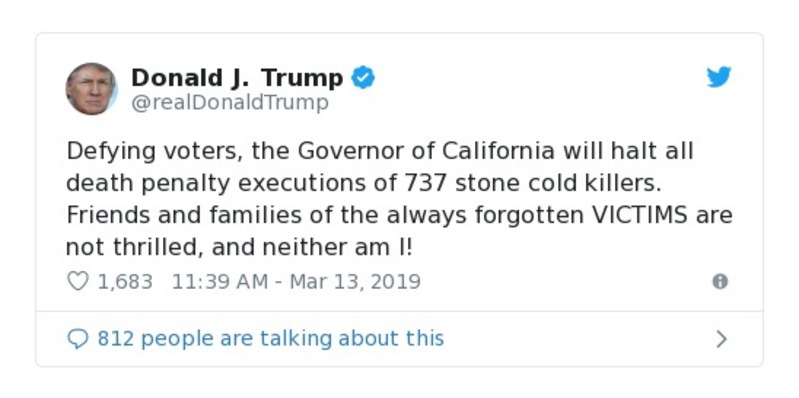 Donald J. Trump
@realDonaldTrump
Defying voters, the Governor of California will halt all
death penalty executions of 737 stone cold killers.
Friends and families of the always forgotten VICTIMS are
not thrilled, and neither am I!
1,683 11:39 AM - Mar 13, 2019
812 people are talking about this